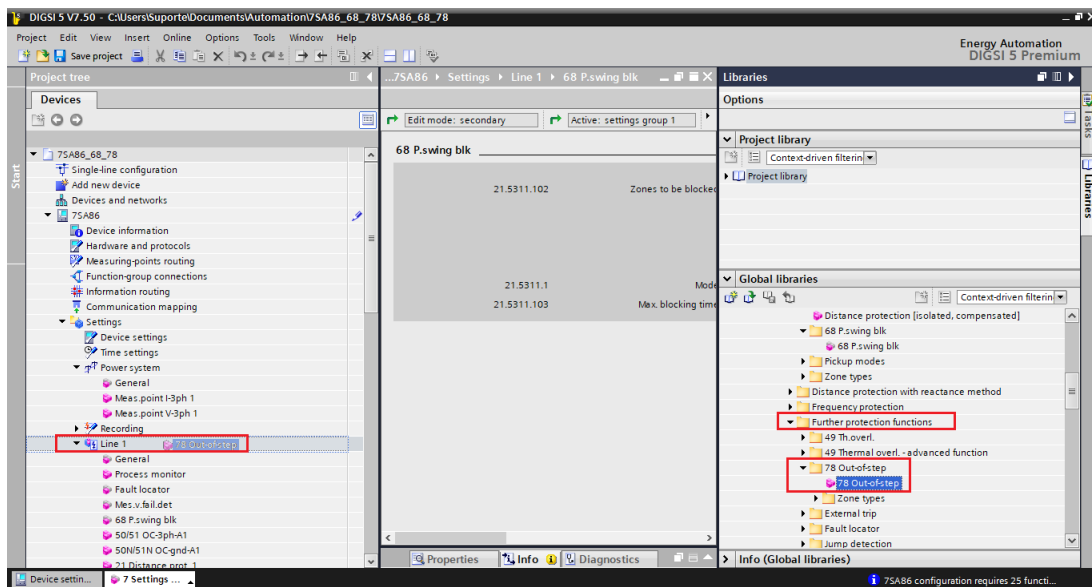 DIGSI 5 V7.50 - C:\Users\Suporte\Documents\Automation\7SA86_68_78\7SA86_68_78
Project Edit View Insert Online Options Tools Window Help
Energy Automation
DIGSI 5 Premium
Save project
Project tree
Devices
Start
7SA86_68_78
Single-line configuration
Add new device
Devices and networks
7SA86
Device information
Hardware and protocols
Measuring-points routing
Function-group connections
Information routing
Communication mapping
Settings
Device settings
Time settings
Power system
General
Meas.point I-3ph 1
Meas.point V-3ph 1
Recording
Line 1 78 Out-of-step
General
Process monitor
Fault locator
Mes.v.fail.det
68 P.swing blk
50/51 OC-3ph-A1
50N/51N OC-gnd-A1
21 Distance prot. 1
...7SA86 Settings Line 1 68 P.swing blk
Edit mode: secondary
Active: settings group 1
68 P.swing blk
21.5311.102 Zones to be blocked
21.5311.1 Mode
21.5311.103 Max. blocking time
Properties Info Diagnostics
Libraries
Options
Project library
Context-driven filterin
Project library
Global libraries
Context-driven filterin
Distance protection [isolated, compensated]
68 P.swing blk
68 P.swing blk
Pickup modes
Zone types
Distance protection with reactance method
Frequency protection
Further protection functions
49 Th.overl.
49 Thermal overl. - advanced function
78 Out-of-step
78 Out-of-step
Zone types
External trip
Fault locator
Jump detection
Info (Global libraries)
Tasks
Libraries
Device settin...
7 Settings ...
7SA86 configuration requires 25 functi...